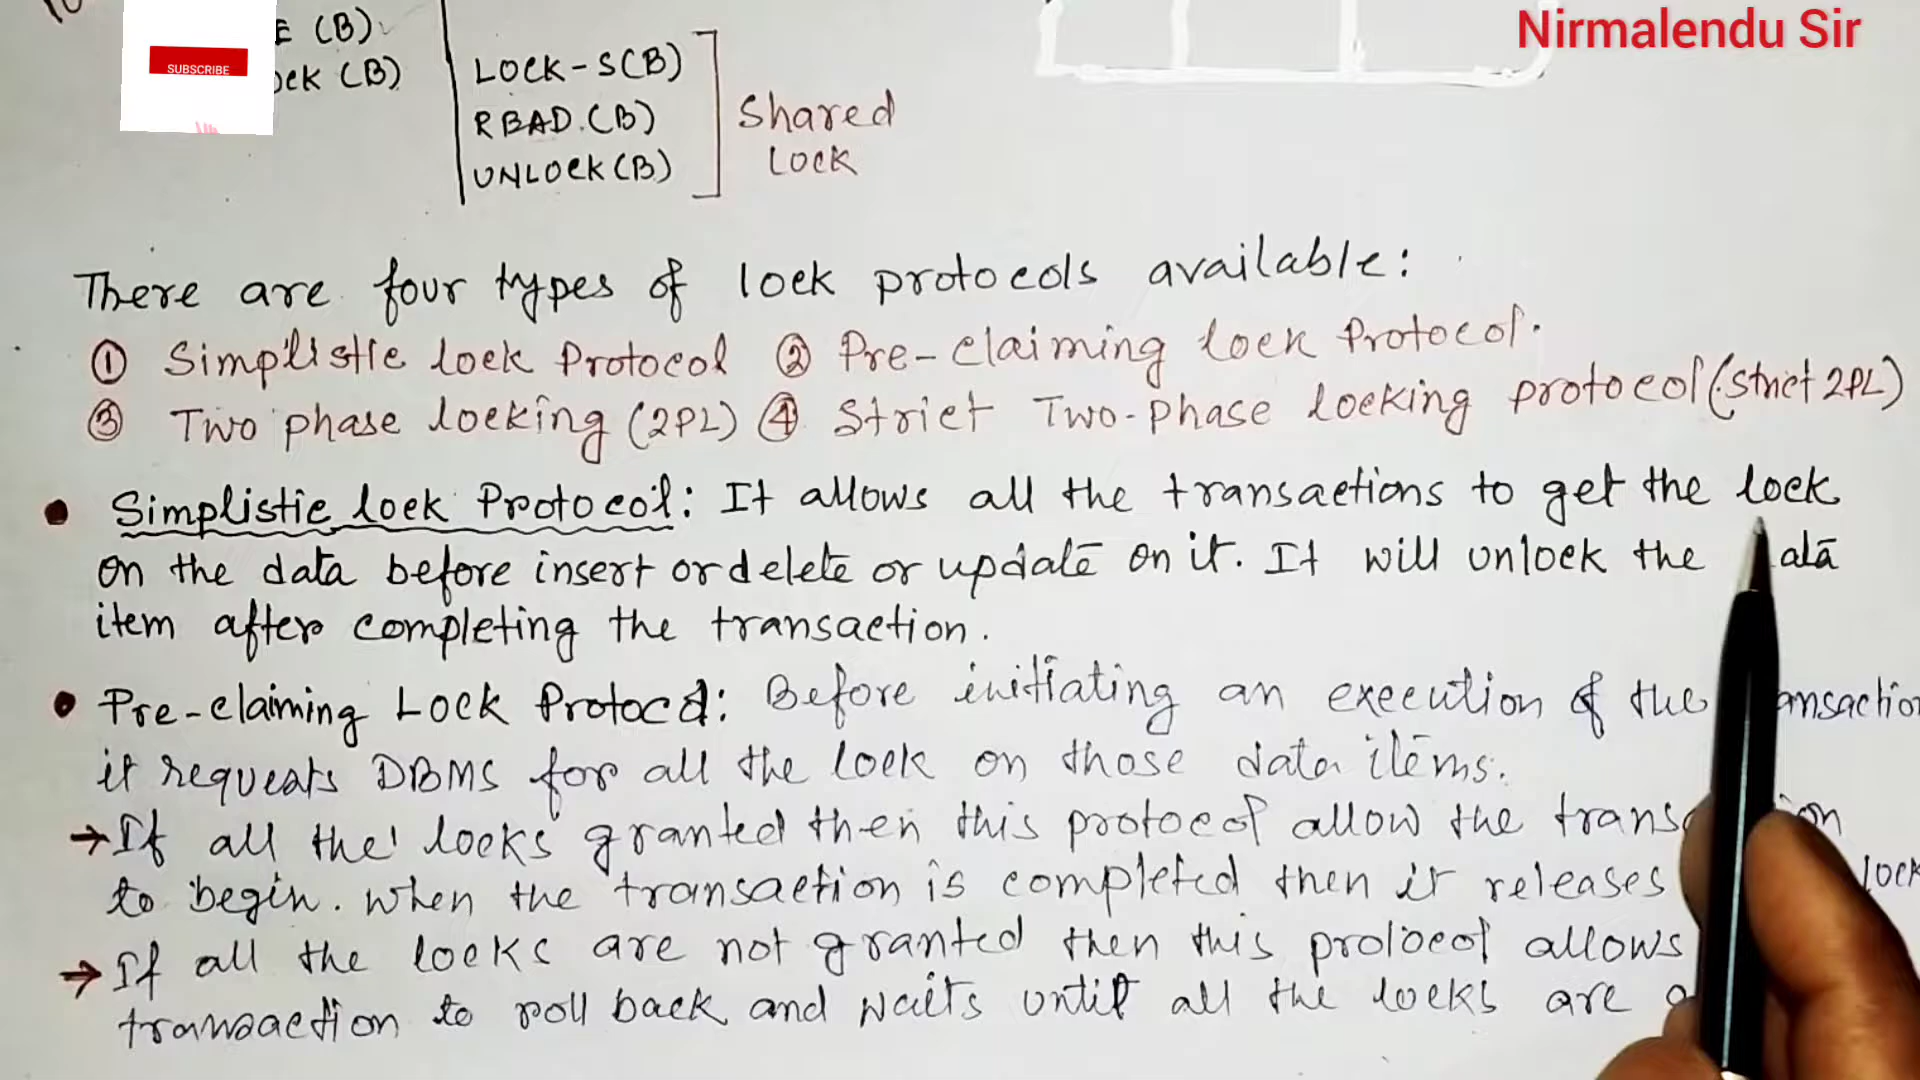 Nirmalendu Sir
E (B)
SUBSCRIBE
ock (B)
LOCK-S(B)
READ.(B)
UNLOCK(B)
Shared
Lock
There are four types of lock protocols available:
① Simplistic lock Protocol ② Pre-claiming lock Protocol.
③ Two phase locking (2PL) ④ Strict Two-phase locking protocol (Strict 2PL)
• Simplistic lock Protocol: It allows all the transactions to get the lock
on the data before insert or delete or update on it. It will unlock the ata
item after completing the transaction.
• Pre-claiming Lock Protocol: Before initiating an execution of the ansaction
it requests DBMS for all the lock on those data items.
→ If all the locks granted then this protocol allow the trans on
to begin. when the transaction is completed then it releases lock
→ If all the locks are not granted then this protocol allows
transaction to roll back and waits until all the locks are